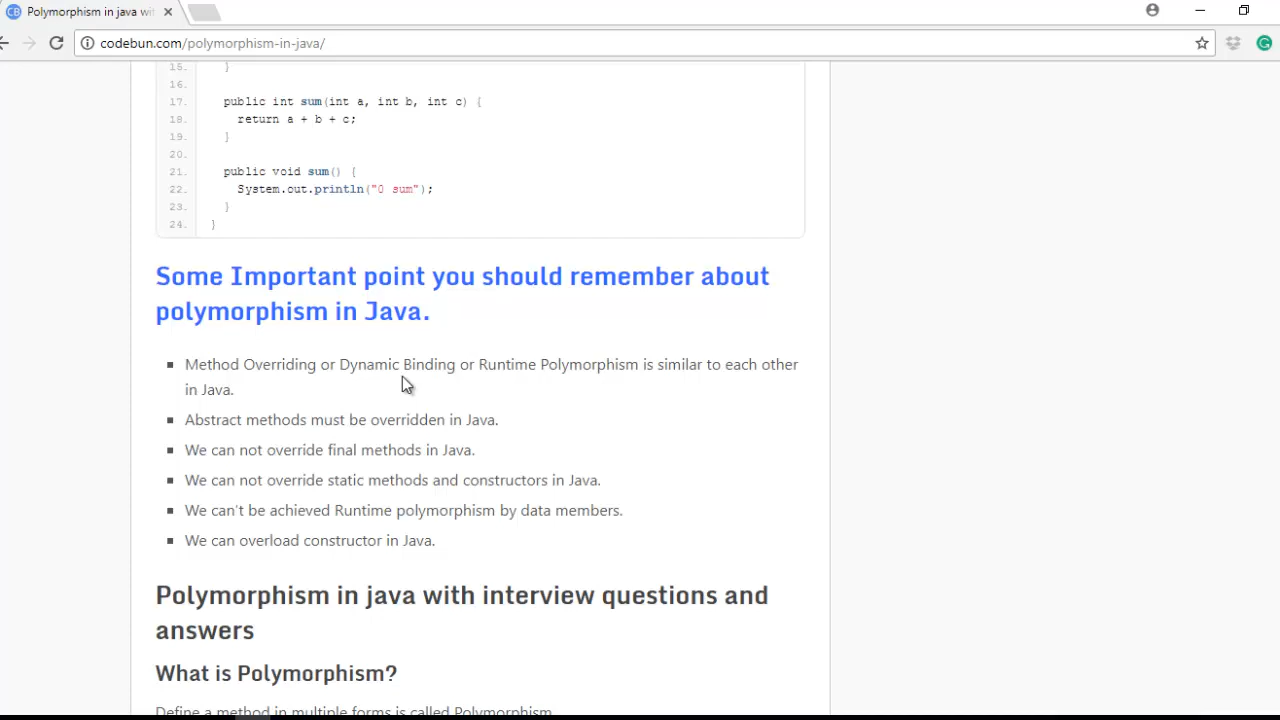 Polymorphism in java wit
codebun.com/polymorphism-in-java/
15. }
16.
17. public int sum(int a, int b, int c) {
18. return a + b + c;
19. }
20.
21. public void sum() {
22. System.out.println("0 sum");
23. }
24. }
Some Important point you should remember about
polymorphism in Java.
Method Overriding or Dynamic Binding or Runtime Polymorphism is similar to each other
in Java.
Abstract methods must be overridden in Java.
We can not override final methods in Java.
We can not override static methods and constructors in Java.
We can't be achieved Runtime polymorphism by data members.
We can overload constructor in Java.
Polymorphism in java with interview questions and
answers
What is Polymorphism?
Define a method in multiple forms is called Polymorphism